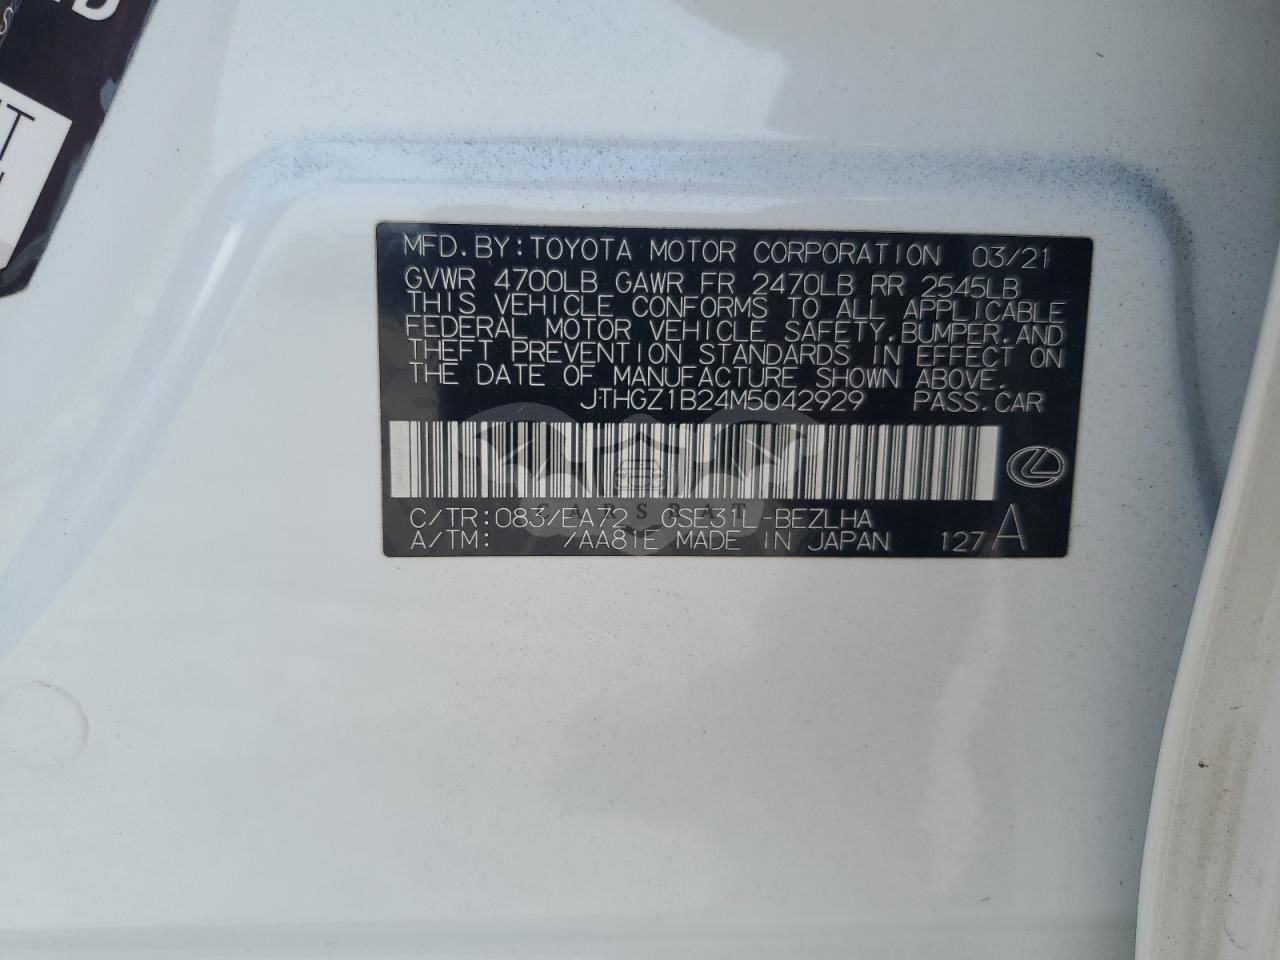 D
S
T
MFD.BY:TOYOTA MOTOR CORPORATION 03/21
GVWR 4700LB GAWR FR 2470LB RR 2545LB
THIS VEHICLE CONFORMS TO ALL APPLICABLE
FEDERAL MOTOR VEHICLE SAFETY,BUMPER,AND
THEFT PREVENTION STANDARDS IN EFFECT ON
THE DATE OF MANUFACTURE SHOWN ABOVE.
JTHGZ1B24M5042929 PASS.CAR
CARSBAT
C/TR:083/EA72 GSE31L-BEZLHA
A/TM: /AA81E MADE IN JAPAN 127A